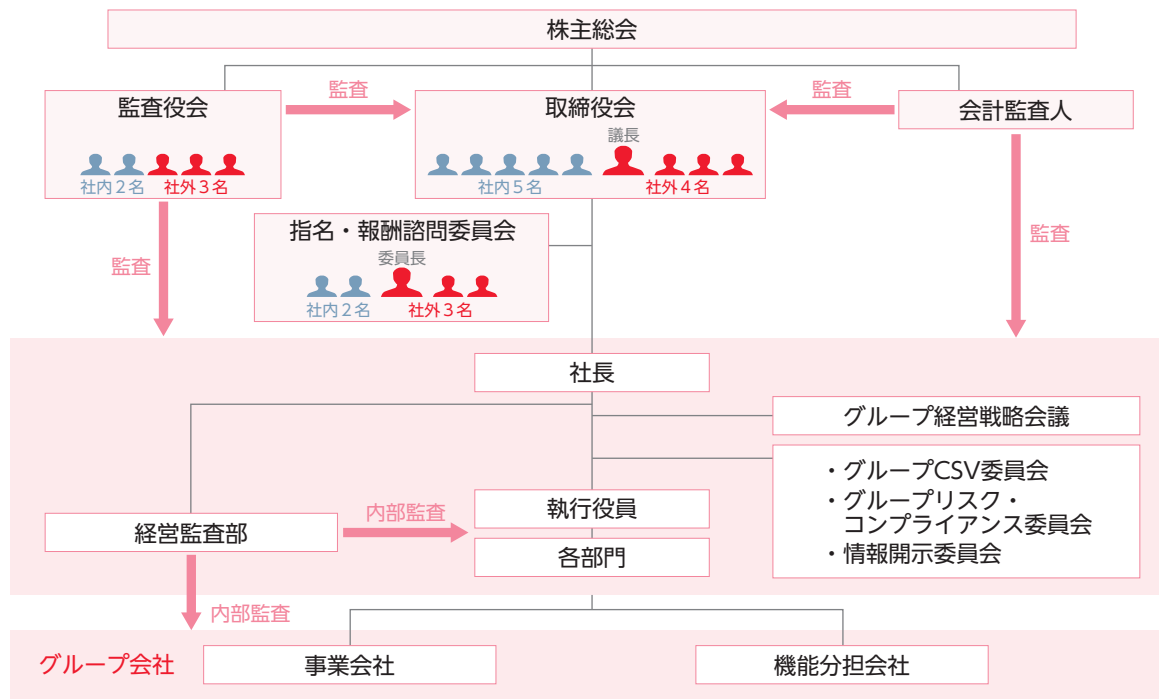 株主総会
監査
監査
監査役会
取締役会
会計監査人
議長
社内2名
社外3名
社内5名
社外4名
指名・報酬諮問委員会
委員長
社内2名
社外3名
監査
監査
社長
グループ経営戦略会議
・グループCSV委員会
・グループリスク・
コンプライアンス委員会
・情報開示委員会
執行役員
内部監査
経営監査部
各部門
内部監査
グループ会社
事業会社
機能分担会社